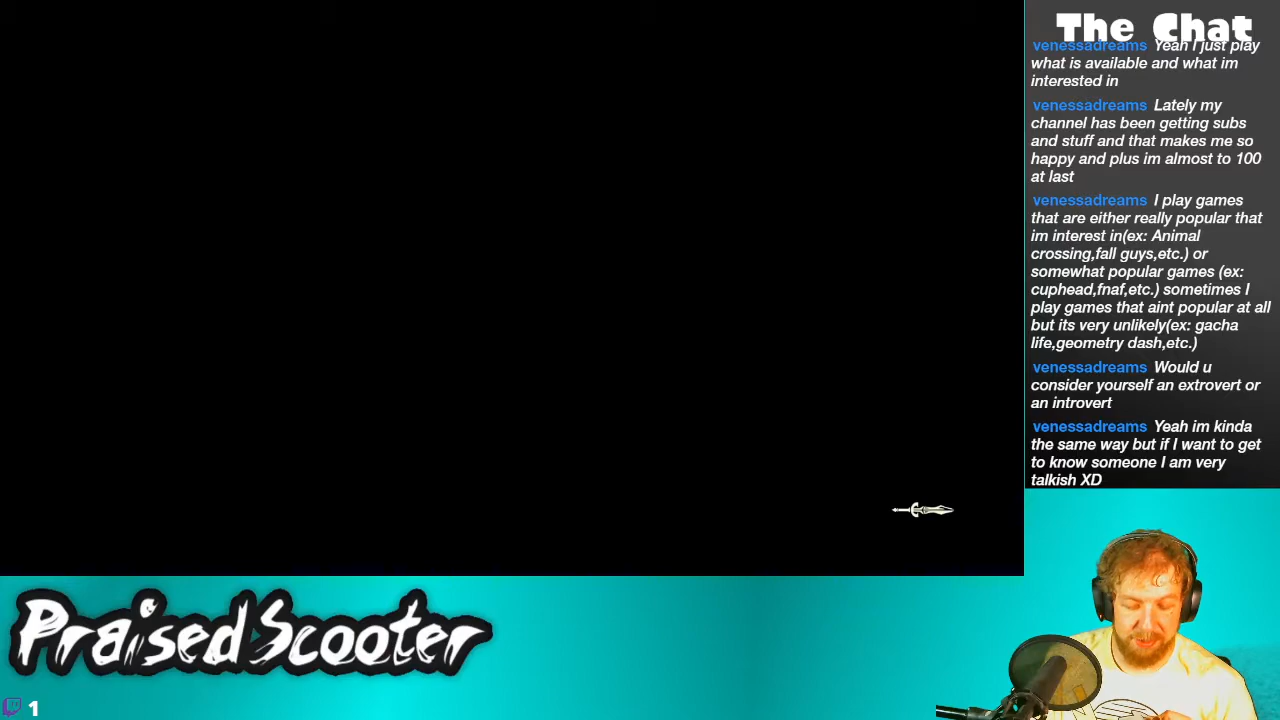 The Chat
venessadreams Yeah I just play
what is available and what im
interested in
venessadreams Lately my
channel has been getting subs
and stuff and that makes me so
happy and plus im almost to 100
at last
venessadreams I play games
that are either really popular that
im interest in(ex: Animal
crossing,fall guys,etc.) or
somewhat popular games (ex:
cuphead,fnaf,etc.) sometimes I
play games that aint popular at all
but its very unlikely(ex: gacha
life,geometry dash,etc.)
venessadreams Would u
consider yourself an extrovert or
an introvert
venessadreams Yeah im kinda
the same way but if I want to get
to know someone I am very
talkish XD
PraisedScooter
1